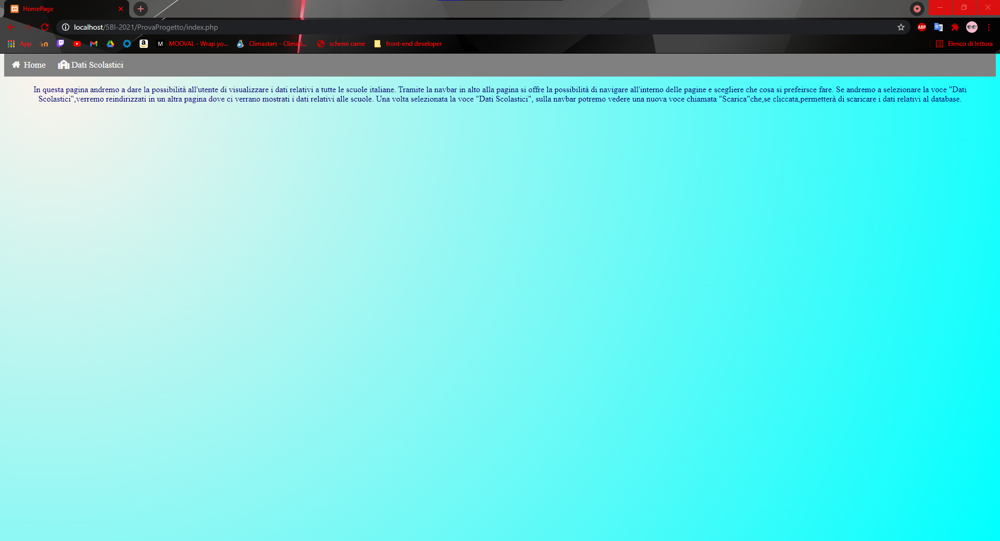 HomePage
localhost/5BI-2021/ProvaProgetto/index.php
ABP
App
M MOOVAL - Wrap yo...
Climastars - Climati...
schemi came
front-end developer
Elenco di lettura
Home
Dati Scolastici
In questa pagina andremo a dare la possibilità all'utente di visualizzare i dati relativi a tutte le scuole italiane. Tramite la navbar in alto alla pagina si offre la possibilità di navigare all'interno delle pagine e scegliere che cosa si prefeirsce fare. Se andremo a selezionare la voce "Dati
Scolastici",verremo reindirizzati in un altra pagina dove ci verrano mostrati i dati relativi alle scuole. Una volta selezionata la voce "Dati Scolastici", sulla navbar potremo vedere una nuova voce chiamata "Scarica"che,se cliccata,permetterà di scaricare i dati relativi al database.